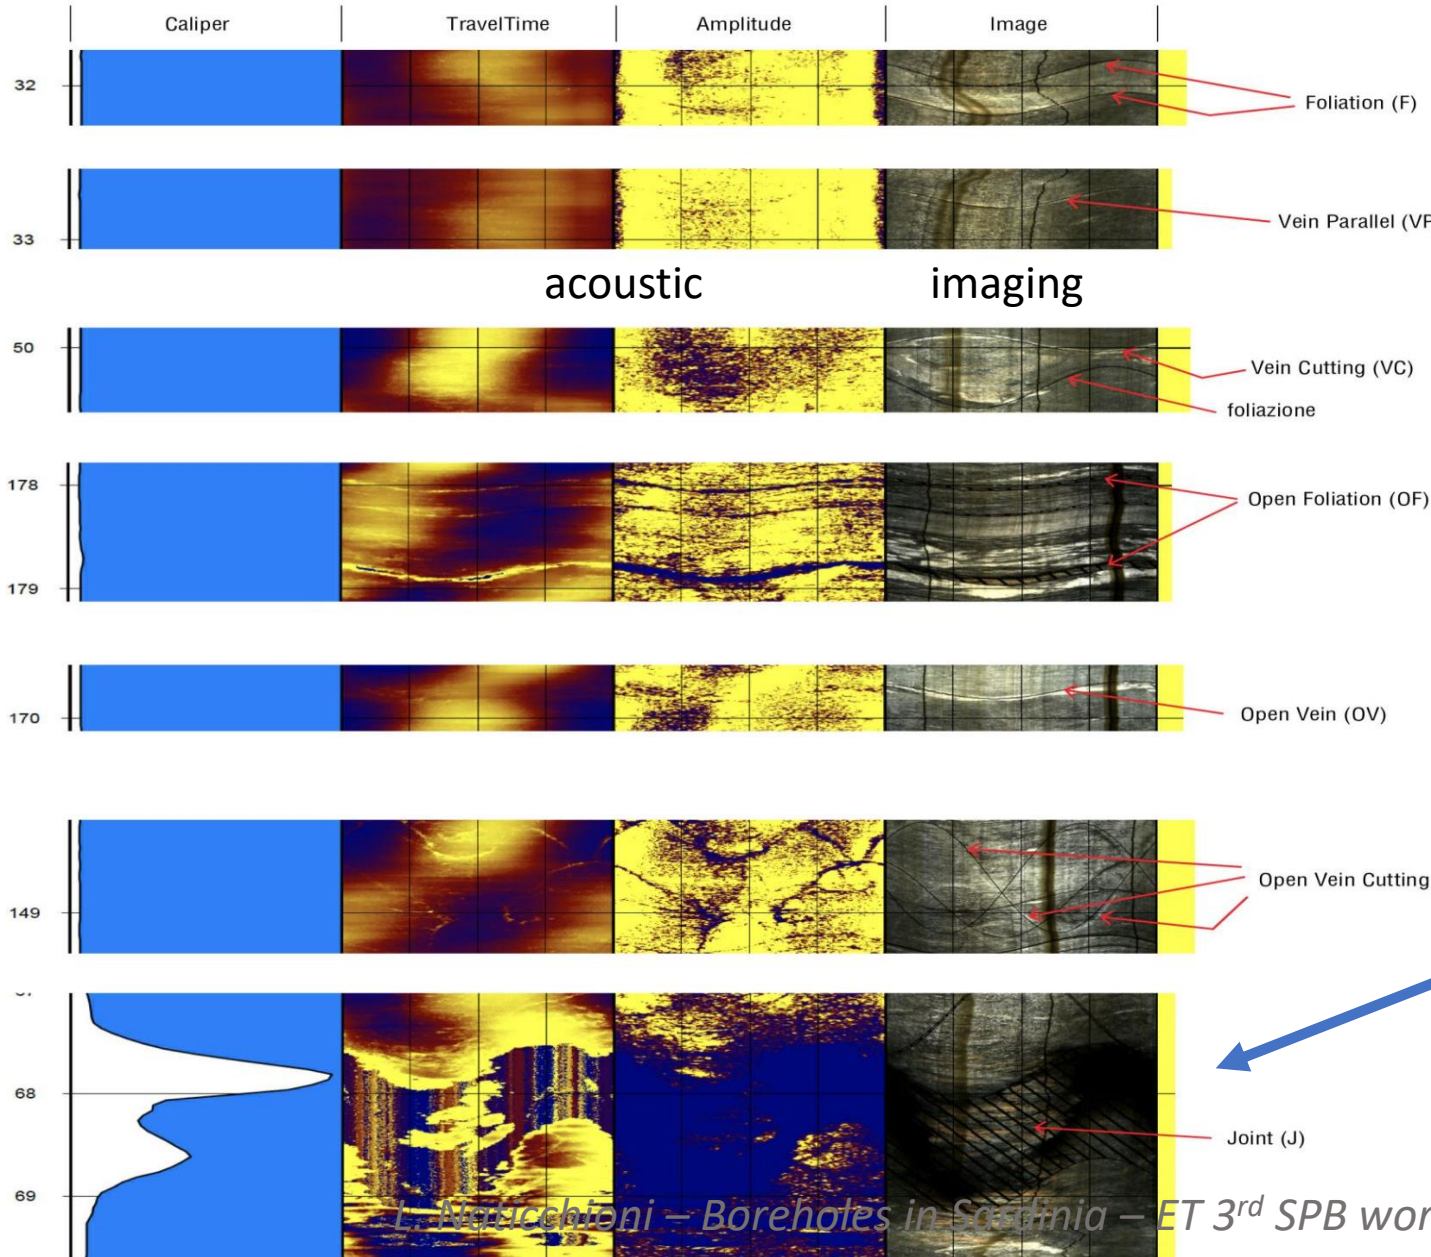 Caliper TravelTime Amplitude Image
32
Foliation (F)
Vein Parallel (VP
33
acoustic imaging
50
Vein Cutting (VC)
foliazione
178
Open Foliation (OF)
179
170
Open Vein (OV)
Open Vein Cutting
149
68
Joint (J)
69
L. Naticchioni – Boreholes in Sardinia – ET 3rd SPB wor